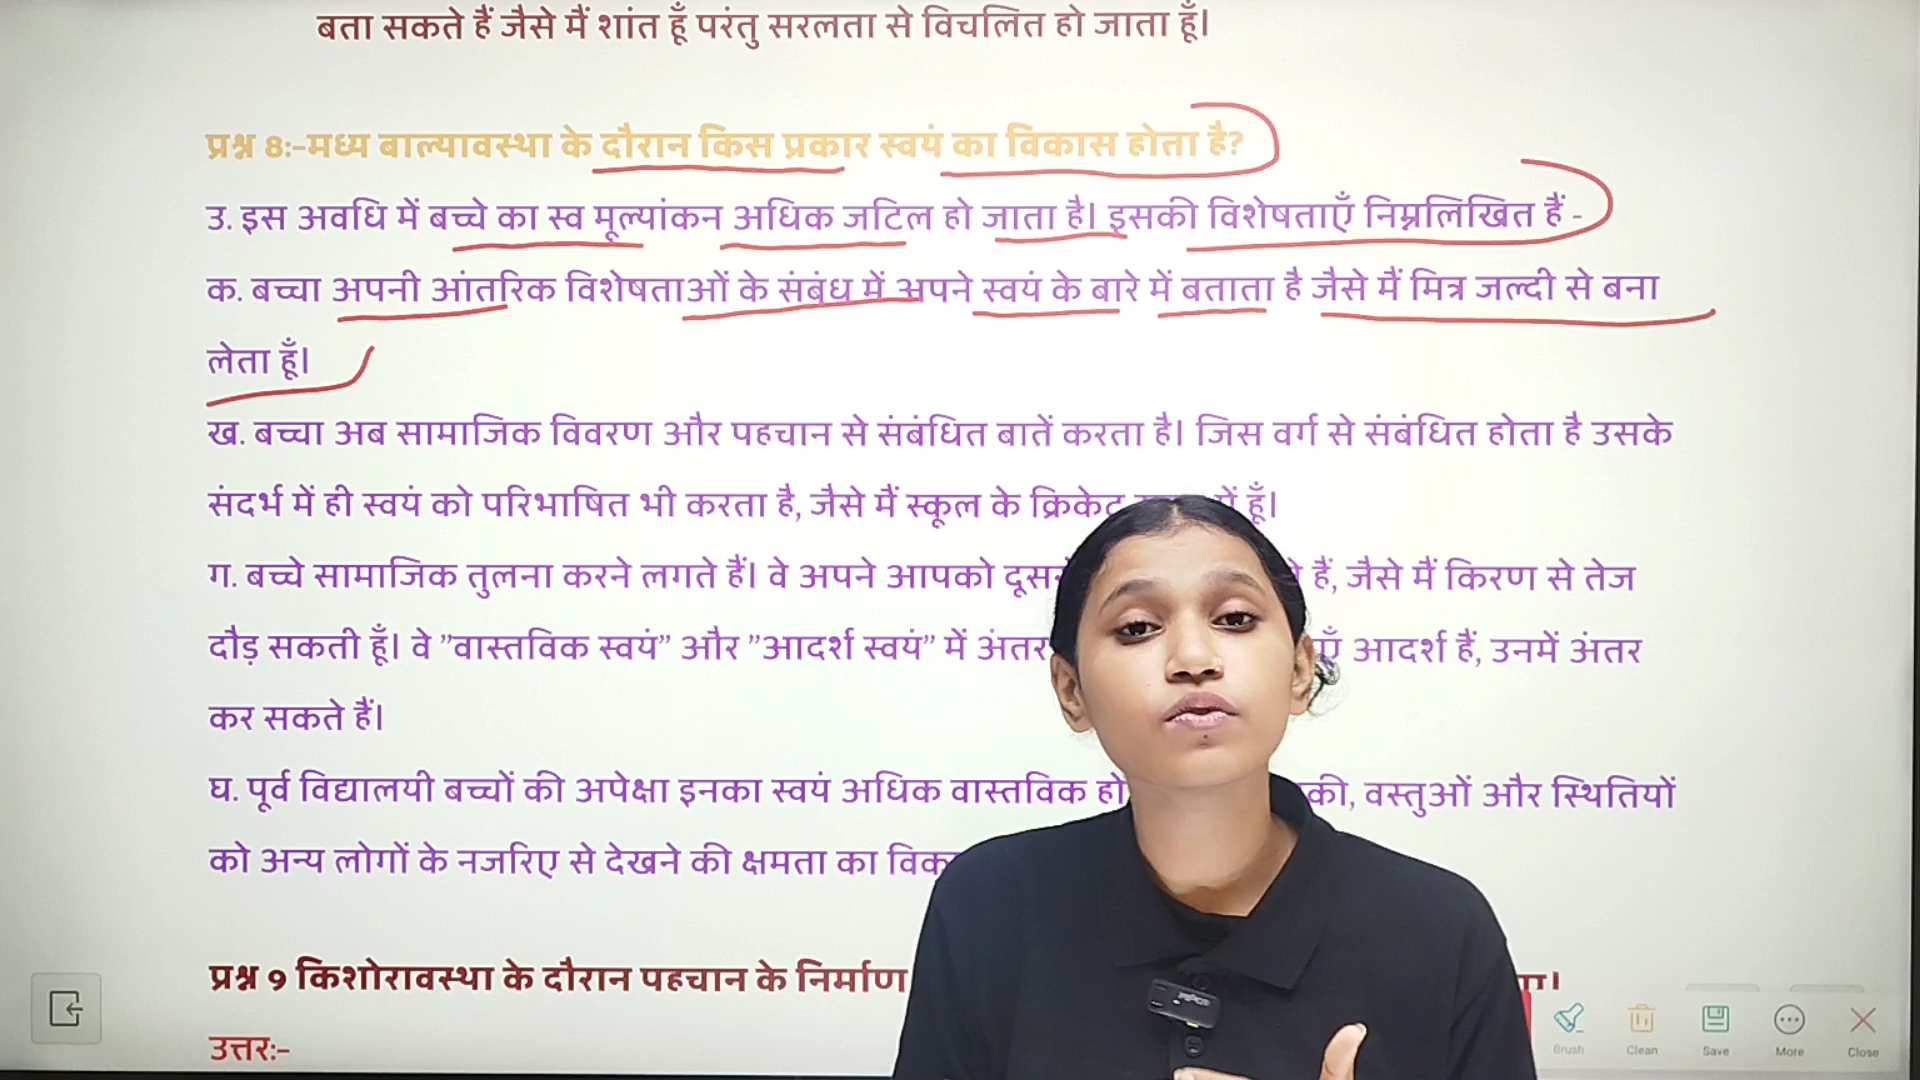 बता सकते हैं जैसे मैं शांत हूँ परंतु सरलता से विचलित हो जाता हूँ।
प्रश्न 8:-मध्य बाल्यावस्था के दौरान किस प्रकार स्वयं का विकास होता है?
उ. इस अवधि में बच्चे का स्व मूल्यांकन अधिक जटिल हो जाता है। इसकी विशेषताएँ निम्नलिखित हैं -
क. बच्चा अपनी आंतरिक विशेषताओं के संबंध में अपने स्वयं के बारे में बताता है जैसे मैं मित्र जल्दी से बना
लेता हूँ।
ख. बच्चा अब सामाजिक विवरण और पहचान से संबंधित बातें करता है। जिस वर्ग से संबंधित होता है उसके
संदर्भ में ही स्वयं को परिभाषित भी करता है, जैसे मैं स्कूल के क्रिकेट में हूँ।
ग. बच्चे सामाजिक तुलना करने लगते हैं। वे अपने आपको हैं, जैसे मैं किरण से तेज
दौड़ सकती हूँ। वे ”वास्तविक स्वयं” और ”आदर्श स्वयं” में अंतर आदर्श हैं, उनमें अंतर
कर सकते हैं।
घ. पूर्व विद्यालयी बच्चों की अपेक्षा इनका स्वयं अधिक वास्तविक हो की, वस्तुओं और स्थितियों
को अन्य लोगों के नजरिए से देखने की क्षमता का
प्रश्न 9 किशोरावस्था के दौरान पहचान के निर्माण
उत्तर:-
Brush Clean Save More Close